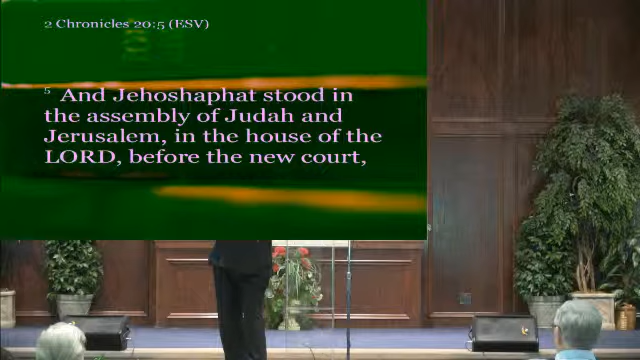 2 Chronicles 20:5 (ESV)
5 And Jehoshaphat stood in
the assembly of Judah and
Jerusalem, in the house of the
LORD, before the new court,